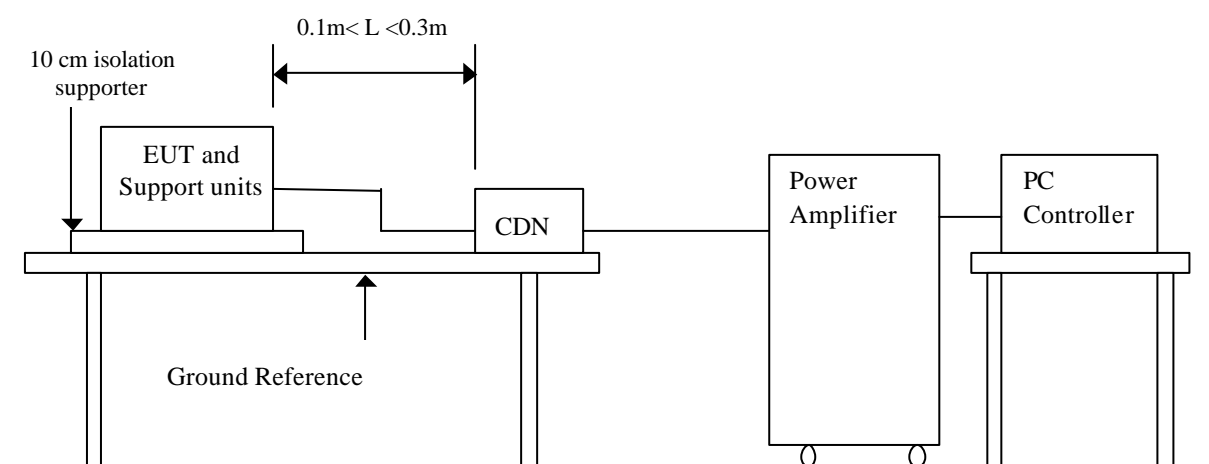 0.1m< L <0.3m
10 cm isolation
supporter
EUT and
Support units
CDN
Power
Amplifier
PC
Controller
Ground Reference